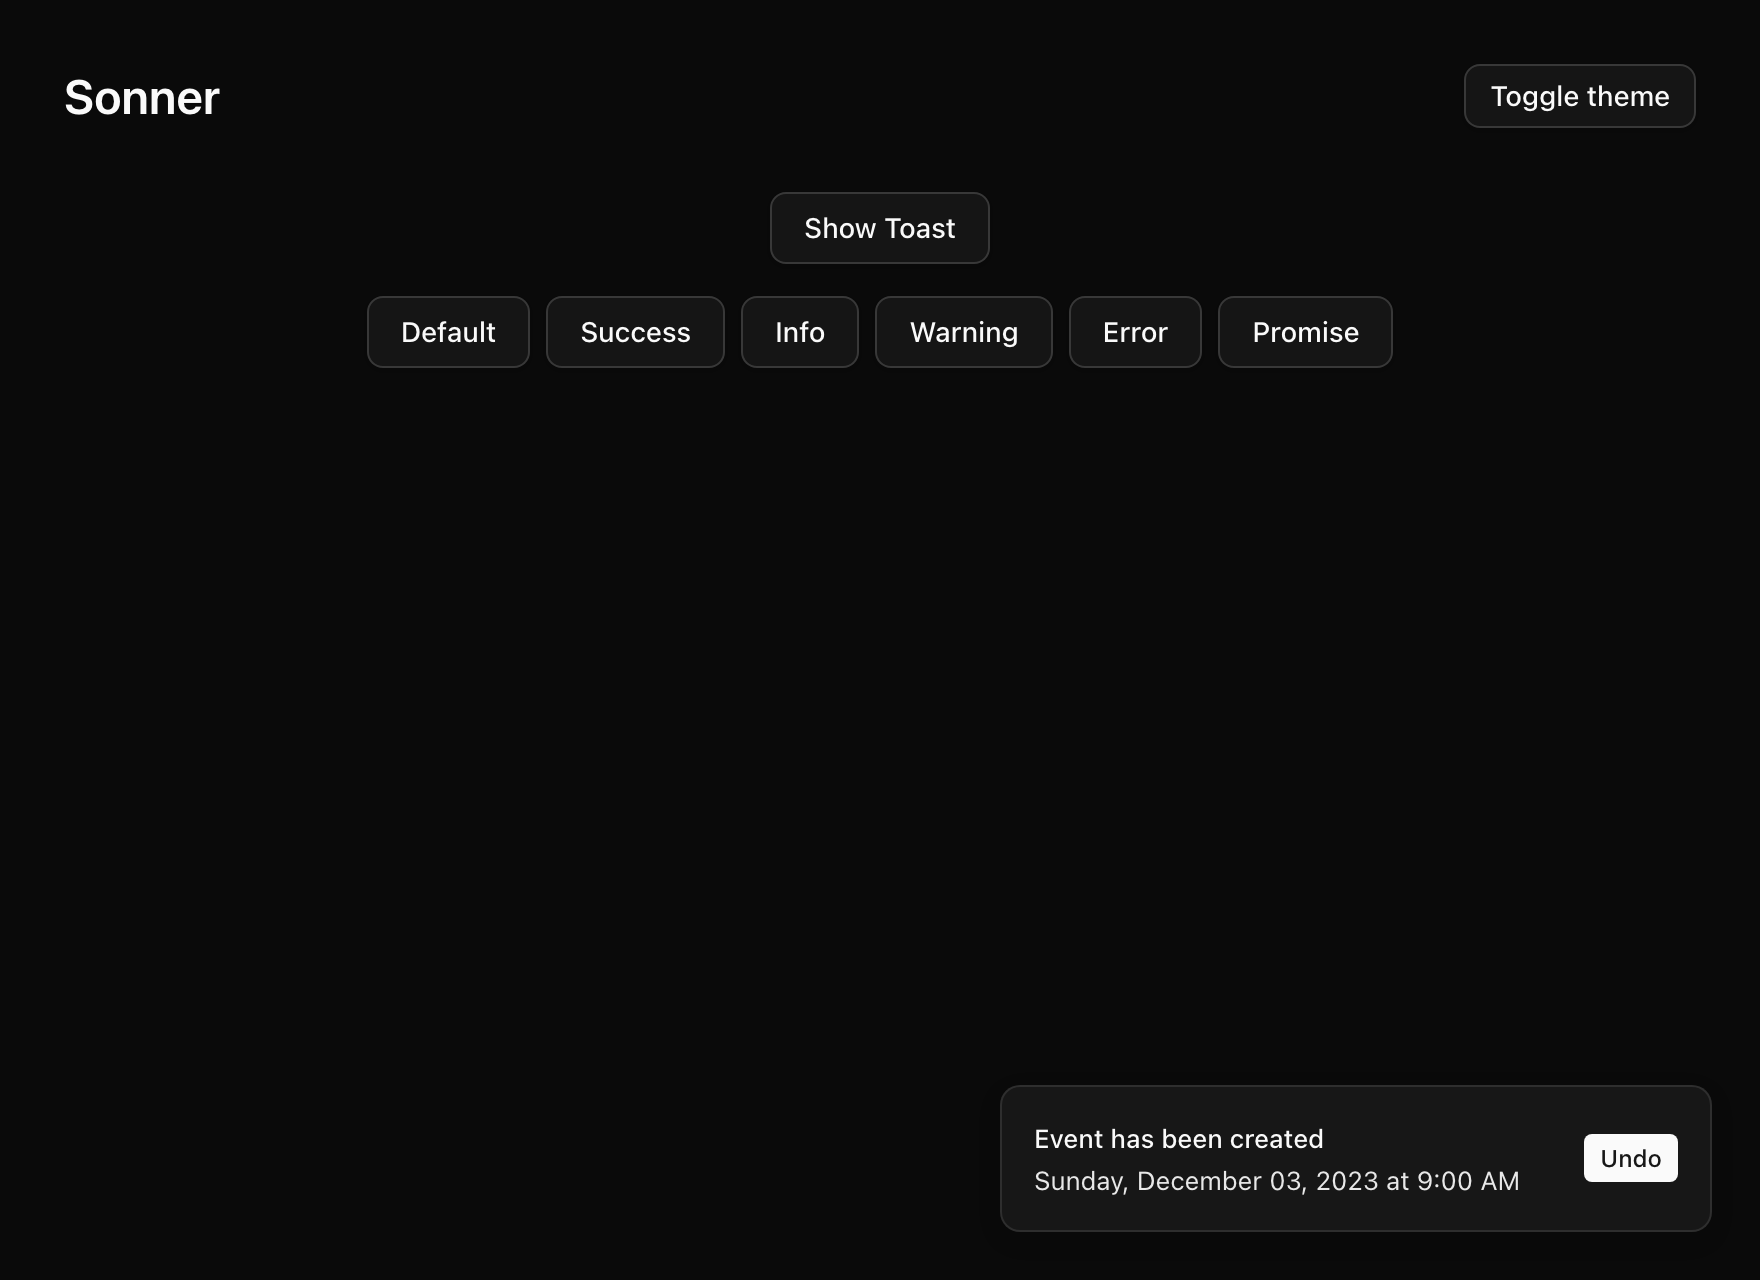 Sonner
Toggle theme
Show Toast
Default
Success
Info
Warning
Error
Promise
Event has been created
Sunday, December 03, 2023 at 9:00 AM
Undo